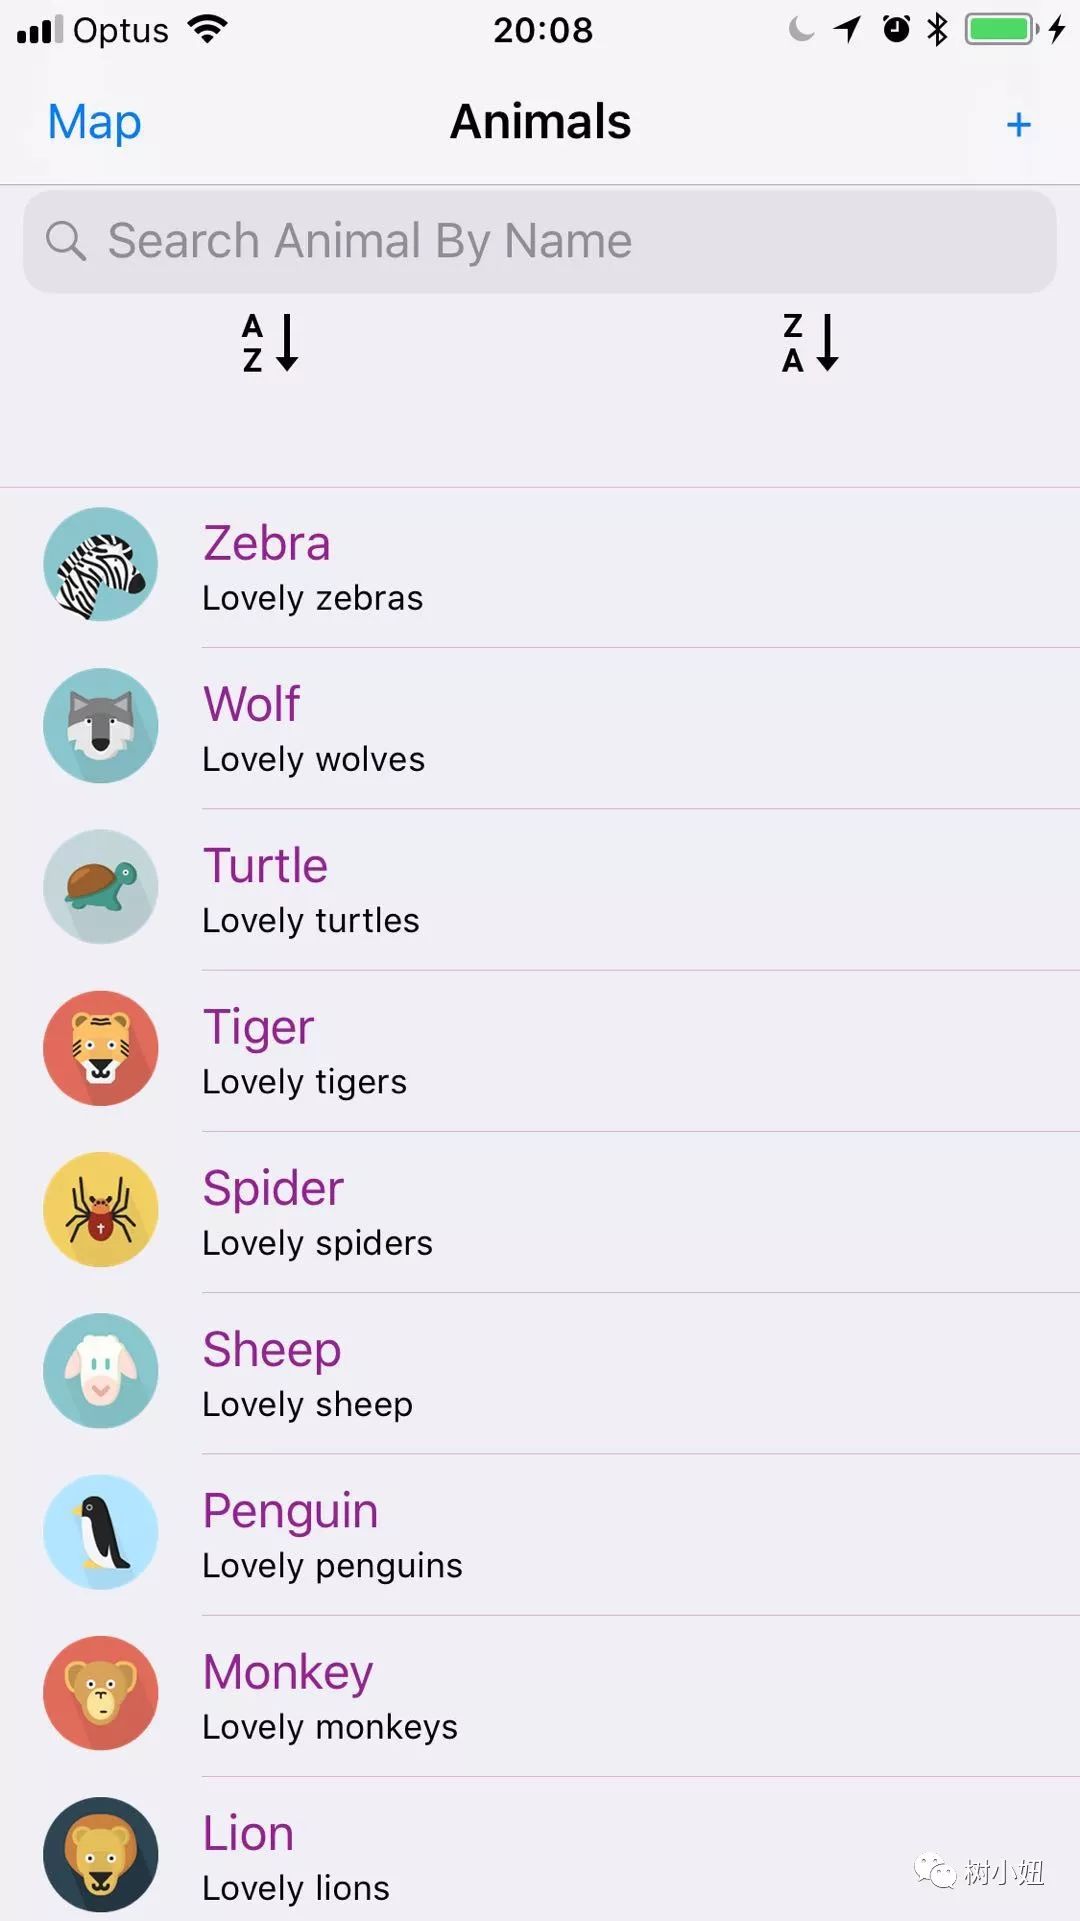 Optus 20:08
Map Animals +
Search Animal By Name
A Z
Z A
Zebra
Lovely zebras
Wolf
Lovely wolves
Turtle
Lovely turtles
Tiger
Lovely tigers
Spider
Lovely spiders
Sheep
Lovely sheep
Penguin
Lovely penguins
Monkey
Lovely monkeys
Lion
Lovely lions
树小妞